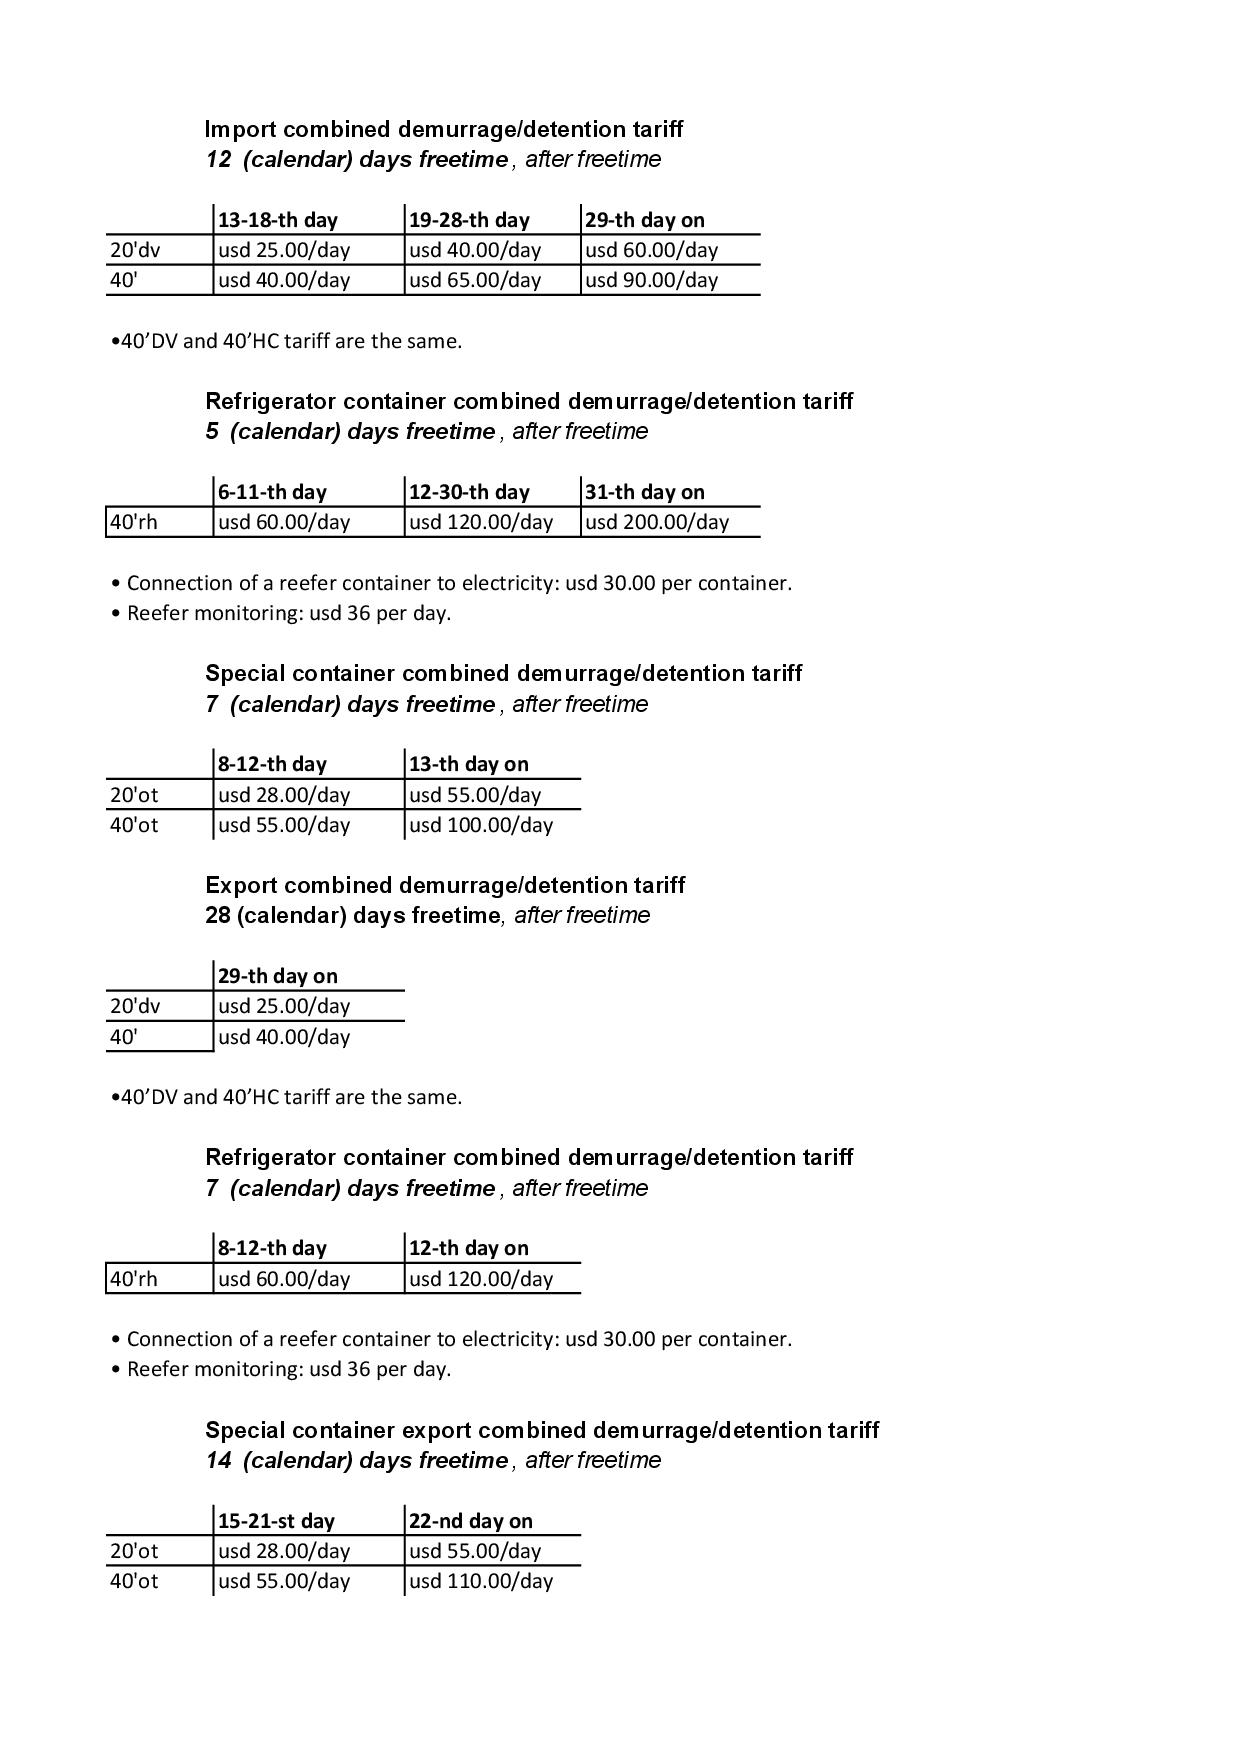 Import combined demurrage/detention tariff
12 (calendar) days freetime, after freetime
13-18-th day 19-28-th day 29-th day on
20'dv usd 25.00/day usd 40.00/day usd 60.00/day
40' usd 40.00/day usd 65.00/day usd 90.00/day
•40’DV and 40’HC tariff are the same.
Refrigerator container combined demurrage/detention tariff
5 (calendar) days freetime, after freetime
6-11-th day 12-30-th day 31-th day on
40'rh usd 60.00/day usd 120.00/day usd 200.00/day
• Connection of a reefer container to electricity: usd 30.00 per container.
• Reefer monitoring: usd 36 per day.
Special container combined demurrage/detention tariff
7 (calendar) days freetime, after freetime
8-12-th day 13-th day on
20'ot usd 28.00/day usd 55.00/day
40'ot usd 55.00/day usd 100.00/day
Export combined demurrage/detention tariff
28 (calendar) days freetime, after freetime
29-th day on
20'dv usd 25.00/day
40' usd 40.00/day
•40’DV and 40’HC tariff are the same.
Refrigerator container combined demurrage/detention tariff
7 (calendar) days freetime, after freetime
8-12-th day 12-th day on
40'rh usd 60.00/day usd 120.00/day
• Connection of a reefer container to electricity: usd 30.00 per container.
• Reefer monitoring: usd 36 per day.
Special container export combined demurrage/detention tariff
14 (calendar) days freetime, after freetime
15-21-st day 22-nd day on
20'ot usd 28.00/day usd 55.00/day
40'ot usd 55.00/day usd 110.00/day